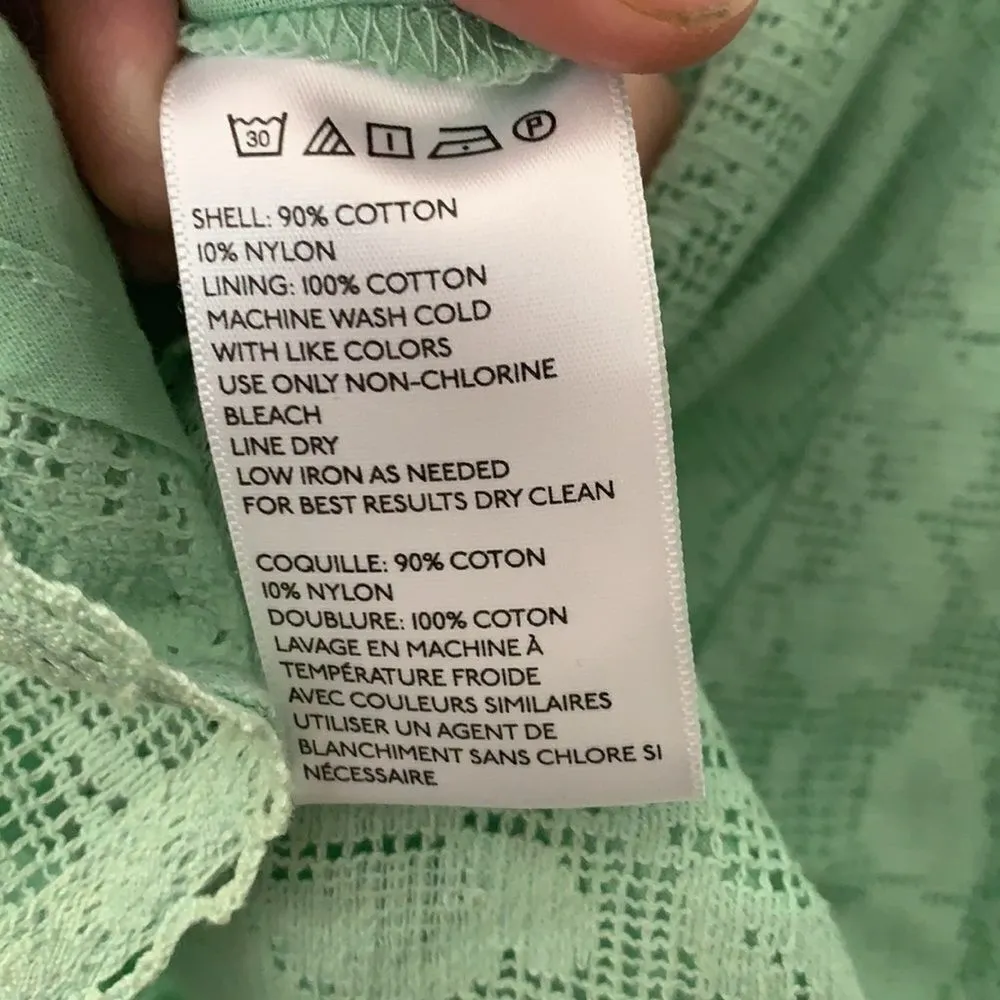 30 P
SHELL: 90% COTTON
10% NYLON
LINING: 100% COTTON
MACHINE WASH COLD
WITH LIKE COLORS
USE ONLY NON-CHLORINE
BLEACH
LINE DRY
LOW IRON AS NEEDED
FOR BEST RESULTS DRY CLEAN
COQUILLE: 90% COTON
10% NYLON
DOUBLURE: 100% COTON
LAVAGE EN MACHINE À
TEMPÉRATURE FROIDE
AVEC COULEURS SIMILAIRES
UTILISER UN AGENT DE
BLANCHIMENT SANS CHLORE SI
NÉCESSAIRE